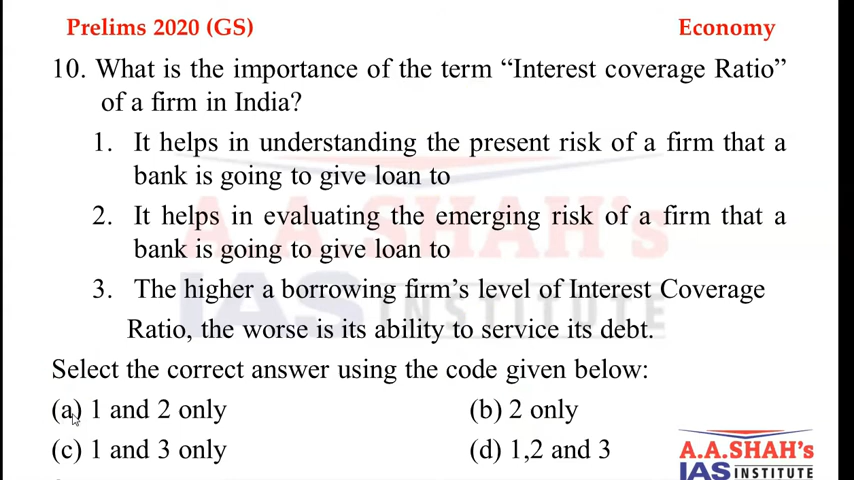 Prelims 2020 (GS) Economy
10. What is the importance of the term “Interest coverage Ratio”
of a firm in India?
1. It helps in understanding the present risk of a firm that a
bank is going to give loan to
2. It helps in evaluating the emerging risk of a firm that a
bank is going to give loan to
3. The higher a borrowing firm’s level of Interest Coverage
Ratio, the worse is its ability to service its debt.
Select the correct answer using the code given below:
(a) 1 and 2 only (b) 2 only
(c) 1 and 3 only (d) 1,2 and 3
A.A.SHAH's
IAS INSTITUTE
A.A.SHAH's
IAS INSTITUTE